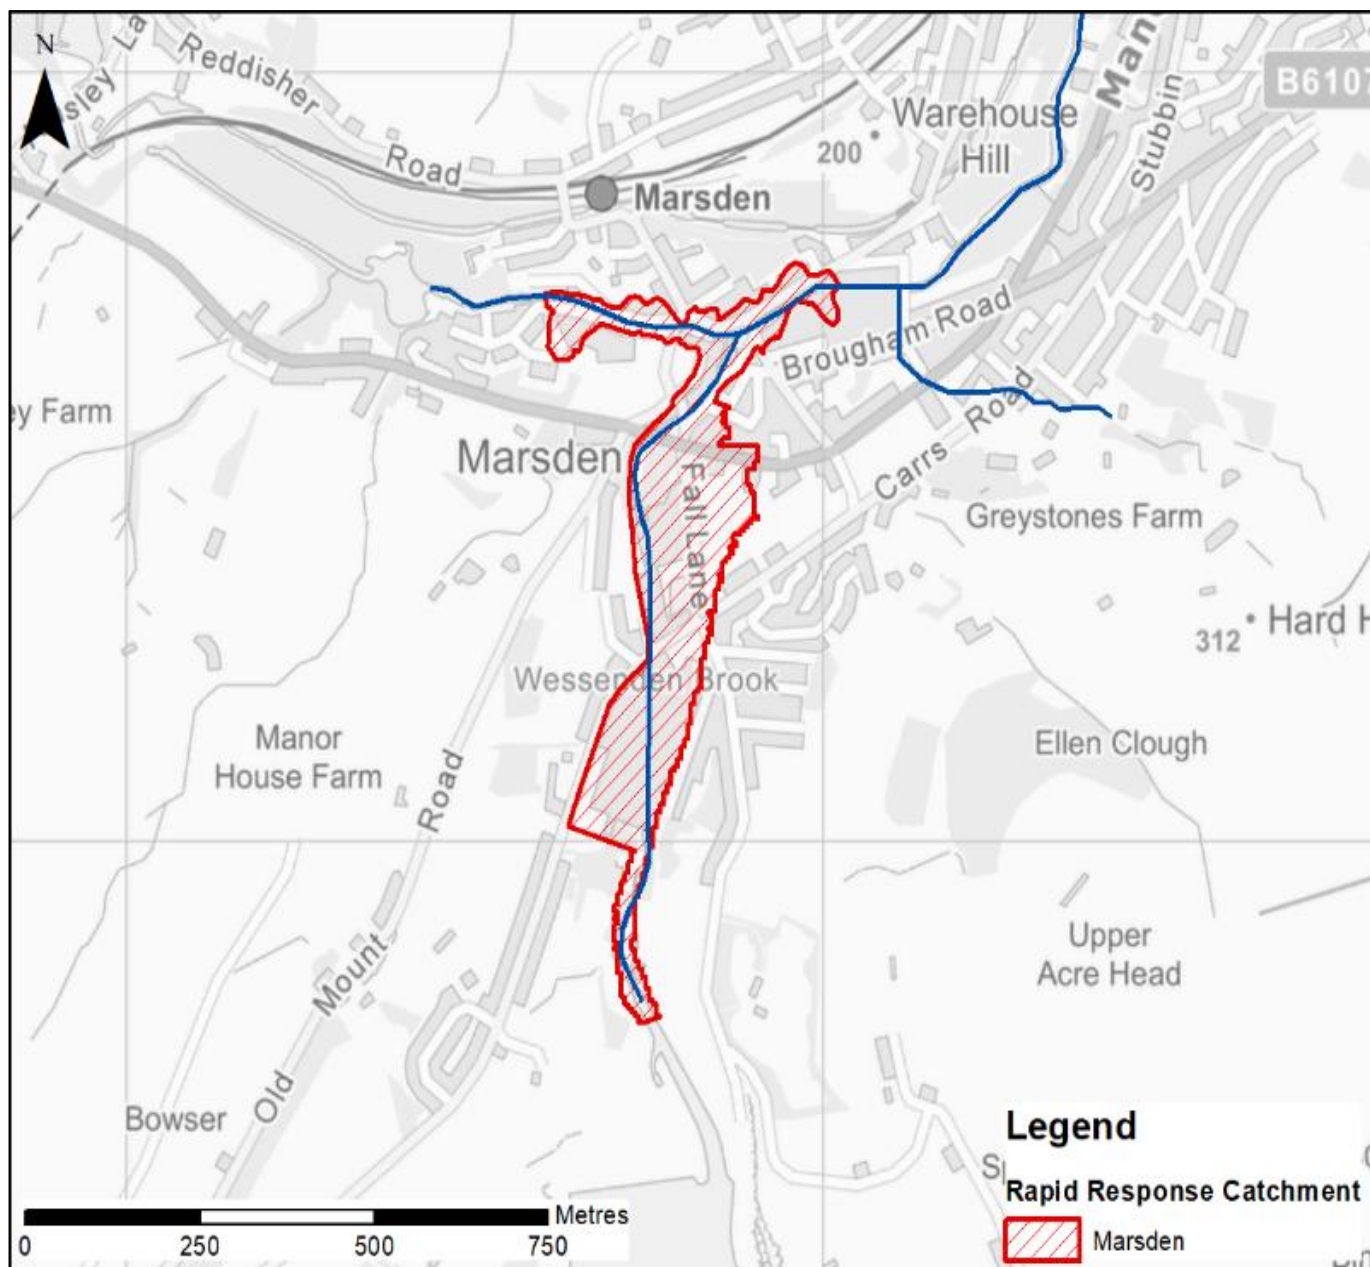 N
Reddisher
Road
B6107
Warehouse
Hill
200
Stubbin
Marsden
Brougham Road
ey Farm
Marsden
Carrs Road
Fall Lane
Greystones Farm
312
Hard H
Wessenden Brook
Manor
House Farm
Ellen Clough
Old Mount Road
Upper
Acre Head
Bowser
Legend
Rapid Response Catchment
Marsden
Metres
0 250 500 750